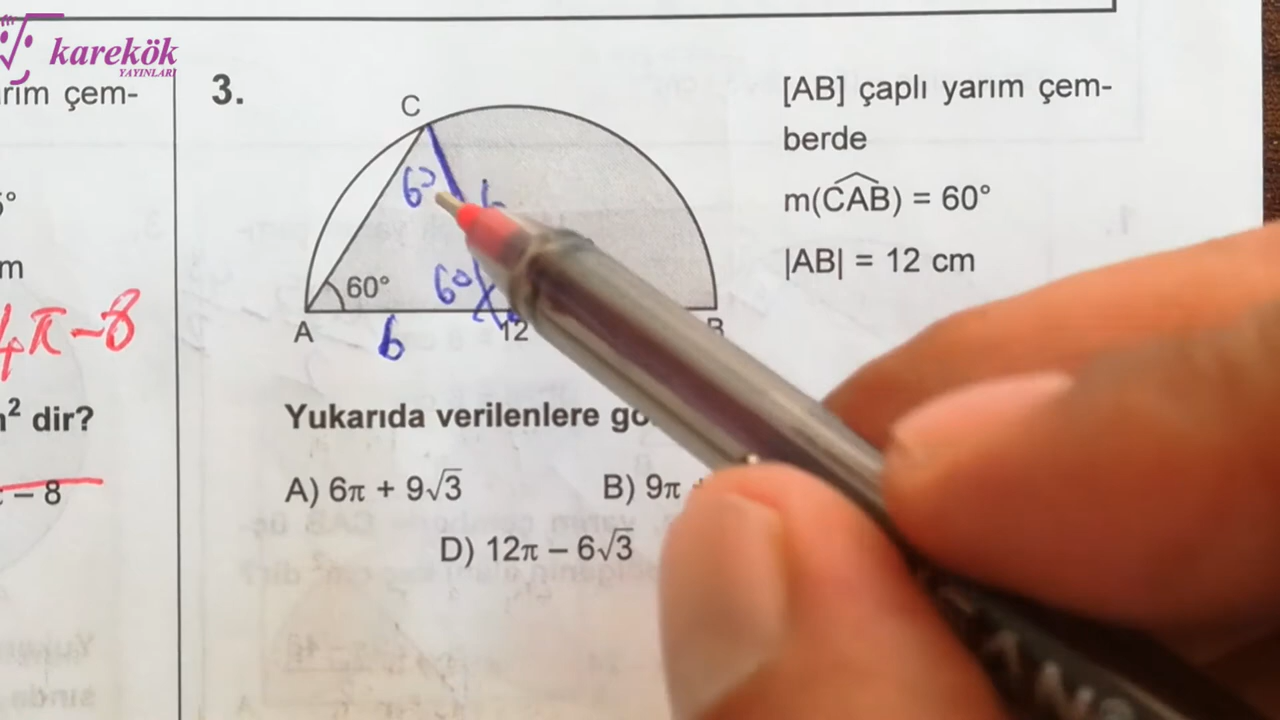 karekök
YAYINLARI
rım çem-
3.
[AB] çaplı yarım çem-
berde
m(CAB) = 60°
|AB| = 12 cm
C
60
6
60
60°
A
6
12
B
m
4π-8
m² dir?
- 8
Yukarıda verilenlere
A) 6π + 9√3
B) 9π
D) 12π – 6√3